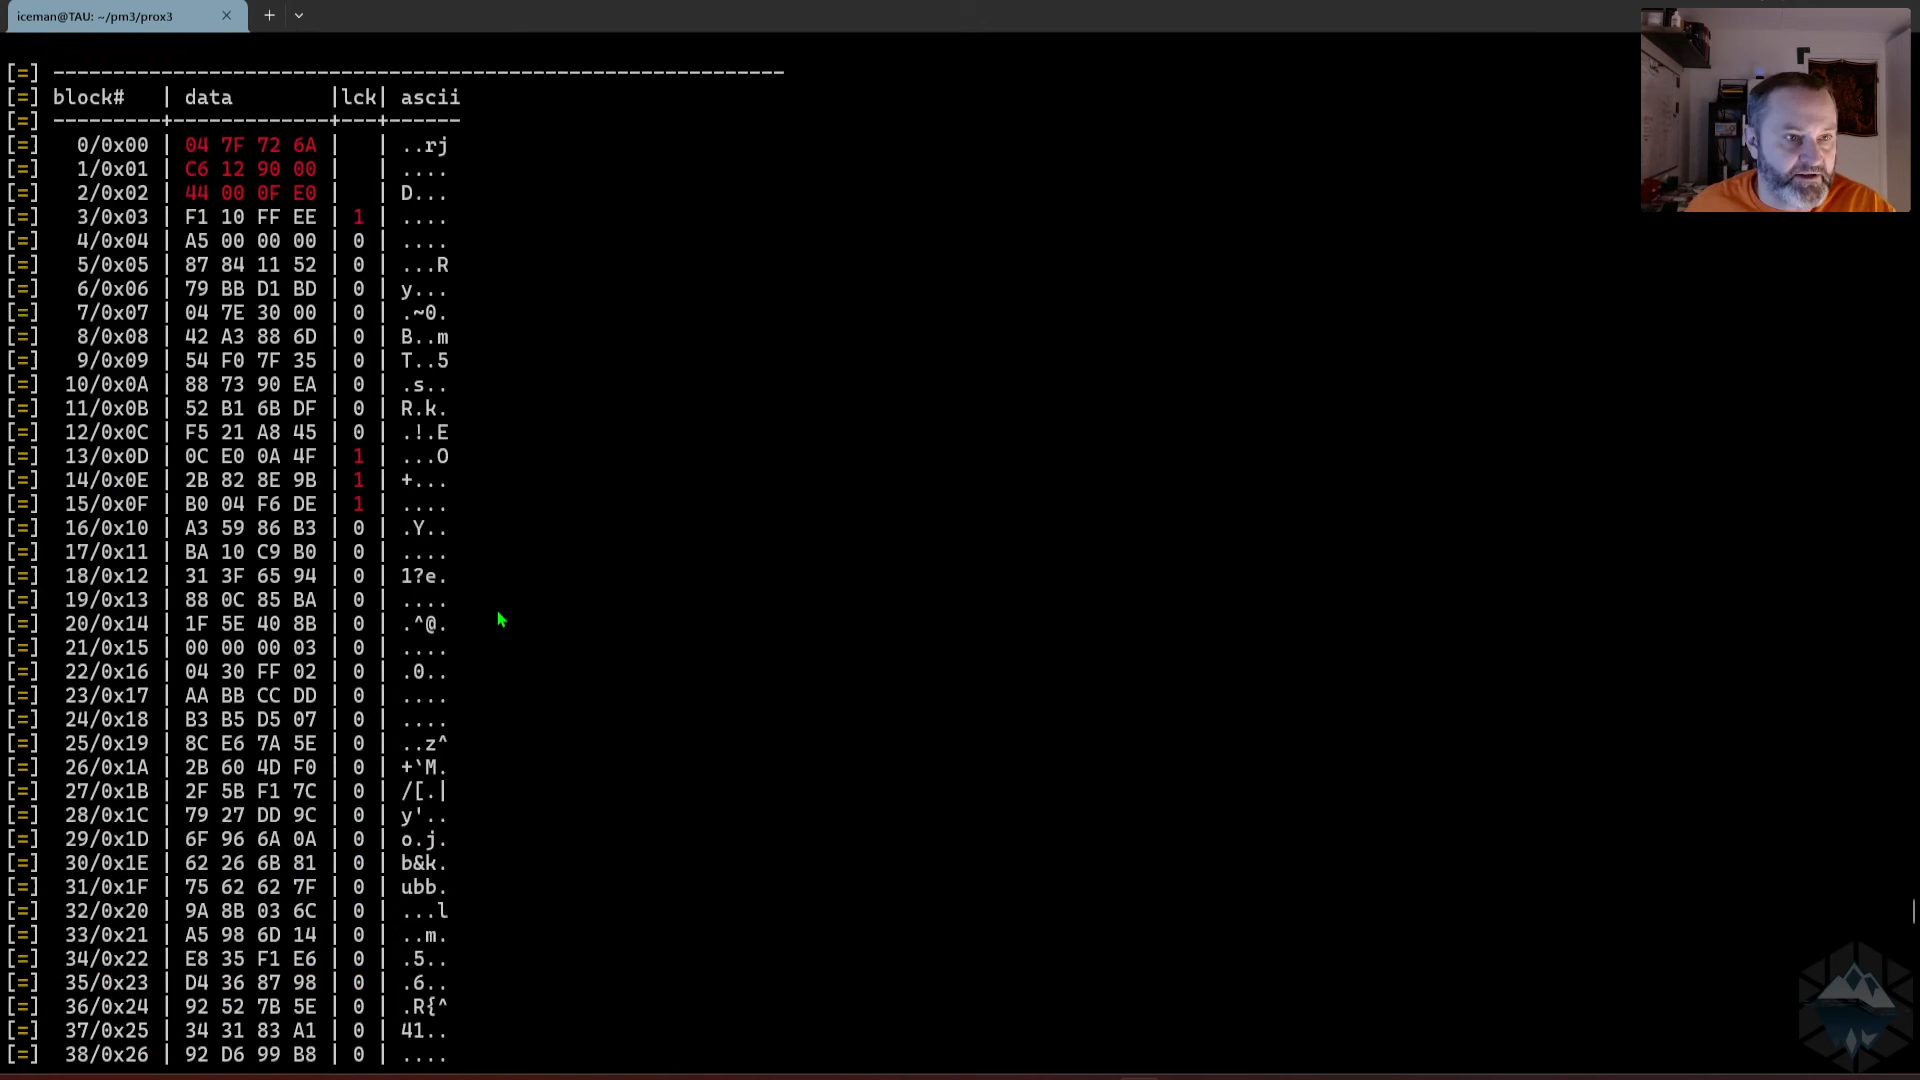 iceman@TAU: ~/pm3/prox3
[=] -------------------------------------------------------------
[=] block#   | data        |lck| ascii
[=] ---------+-------------+---+------
[=]   0/0x00 | 04 7F 72 6A |   | ..rj
[=]   1/0x01 | C6 12 90 00 |   | ....
[=]   2/0x02 | 44 00 0F E0 |   | D...
[=]   3/0x03 | F1 10 FF EE | 1 | ....
[=]   4/0x04 | A5 00 00 00 | 0 | ....
[=]   5/0x05 | 87 84 11 52 | 0 | ...R
[=]   6/0x06 | 79 BB D1 BD | 0 | y...
[=]   7/0x07 | 04 7E 30 00 | 0 | .~0.
[=]   8/0x08 | 42 A3 88 6D | 0 | B..m
[=]   9/0x09 | 54 F0 7F 35 | 0 | T..5
[=]  10/0x0A | 88 73 90 EA | 0 | .s..
[=]  11/0x0B | 52 B1 6B DF | 0 | R.k.
[=]  12/0x0C | F5 21 A8 45 | 0 | .!.E
[=]  13/0x0D | 0C E0 0A 4F | 1 | ...O
[=]  14/0x0E | 2B 82 8E 9B | 1 | +...
[=]  15/0x0F | B0 04 F6 DE | 1 | ....
[=]  16/0x10 | A3 59 86 B3 | 0 | .Y..
[=]  17/0x11 | BA 10 C9 B0 | 0 | ....
[=]  18/0x12 | 31 3F 65 94 | 0 | 1?e.
[=]  19/0x13 | 88 0C 85 BA | 0 | ....
[=]  20/0x14 | 1F 5E 40 8B | 0 | .^@.
[=]  21/0x15 | 00 00 00 03 | 0 | ....
[=]  22/0x16 | 04 30 FF 02 | 0 | .0..
[=]  23/0x17 | AA BB CC DD | 0 | ....
[=]  24/0x18 | B3 B5 D5 07 | 0 | ....
[=]  25/0x19 | 8C E6 7A 5E | 0 | ..z^
[=]  26/0x1A | 2B 60 4D F0 | 0 | +`M.
[=]  27/0x1B | 2F 5B F1 7C | 0 | /[.|
[=]  28/0x1C | 79 27 DD 9C | 0 | y'..
[=]  29/0x1D | 6F 96 6A 0A | 0 | o.j.
[=]  30/0x1E | 62 26 6B 81 | 0 | b&k.
[=]  31/0x1F | 75 62 62 7F | 0 | ubb.
[=]  32/0x20 | 9A 8B 03 6C | 0 | ...l
[=]  33/0x21 | A5 98 6D 14 | 0 | ..m.
[=]  34/0x22 | E8 35 F1 E6 | 0 | .5..
[=]  35/0x23 | D4 36 87 98 | 0 | .6..
[=]  36/0x24 | 92 52 7B 5E | 0 | .R{^
[=]  37/0x25 | 34 31 83 A1 | 0 | 41..
[=]  38/0x26 | 92 D6 99 B8 | 0 | ....